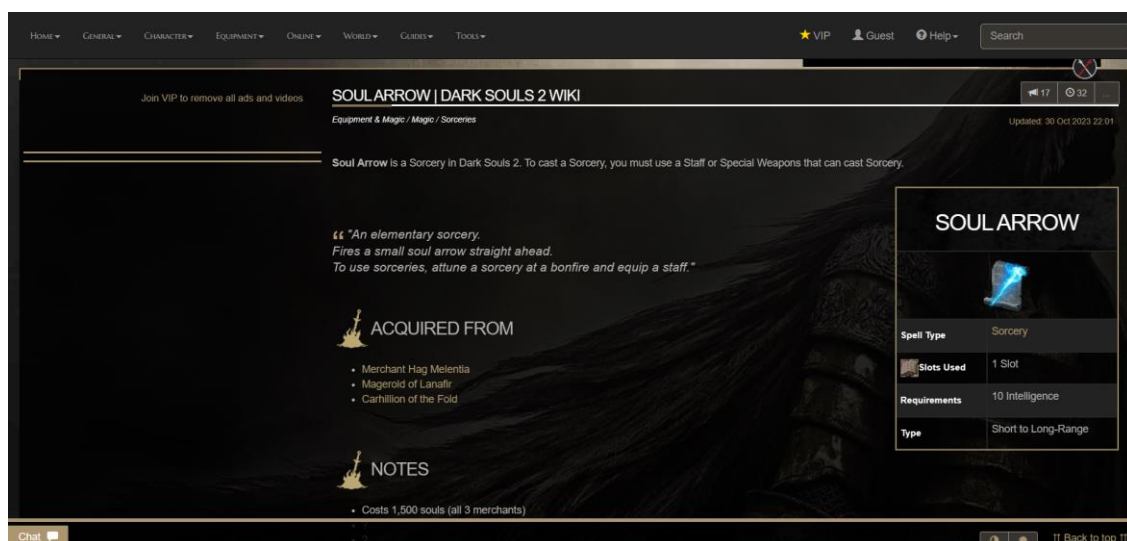 Home General Character Equipment Online World Guides Tools VIP Guest Help Search
Join VIP to remove all ads and videos
SOUL ARROW | DARK SOULS 2 WIKI
17 32 ...
Equipment & Magic / Magic / Sorceries
Updated: 30 Oct 2023 22:01
Soul Arrow is a Sorcery in Dark Souls 2. To cast a Sorcery, you must use a Staff or Special Weapons that can cast Sorcery.
"An elementary sorcery.
Fires a small soul arrow straight ahead.
To use sorceries, attune a sorcery at a bonfire and equip a staff."
ACQUIRED FROM
Merchant Hag Melentia
Magerold of Lanafir
Carhillion of the Fold
NOTES
Costs 1,500 souls (all 3 merchants)
SOUL ARROW
Spell Type Sorcery
Slots Used 1 Slot
Requirements 10 Intelligence
Type Short to Long-Range
Chat
Back to top